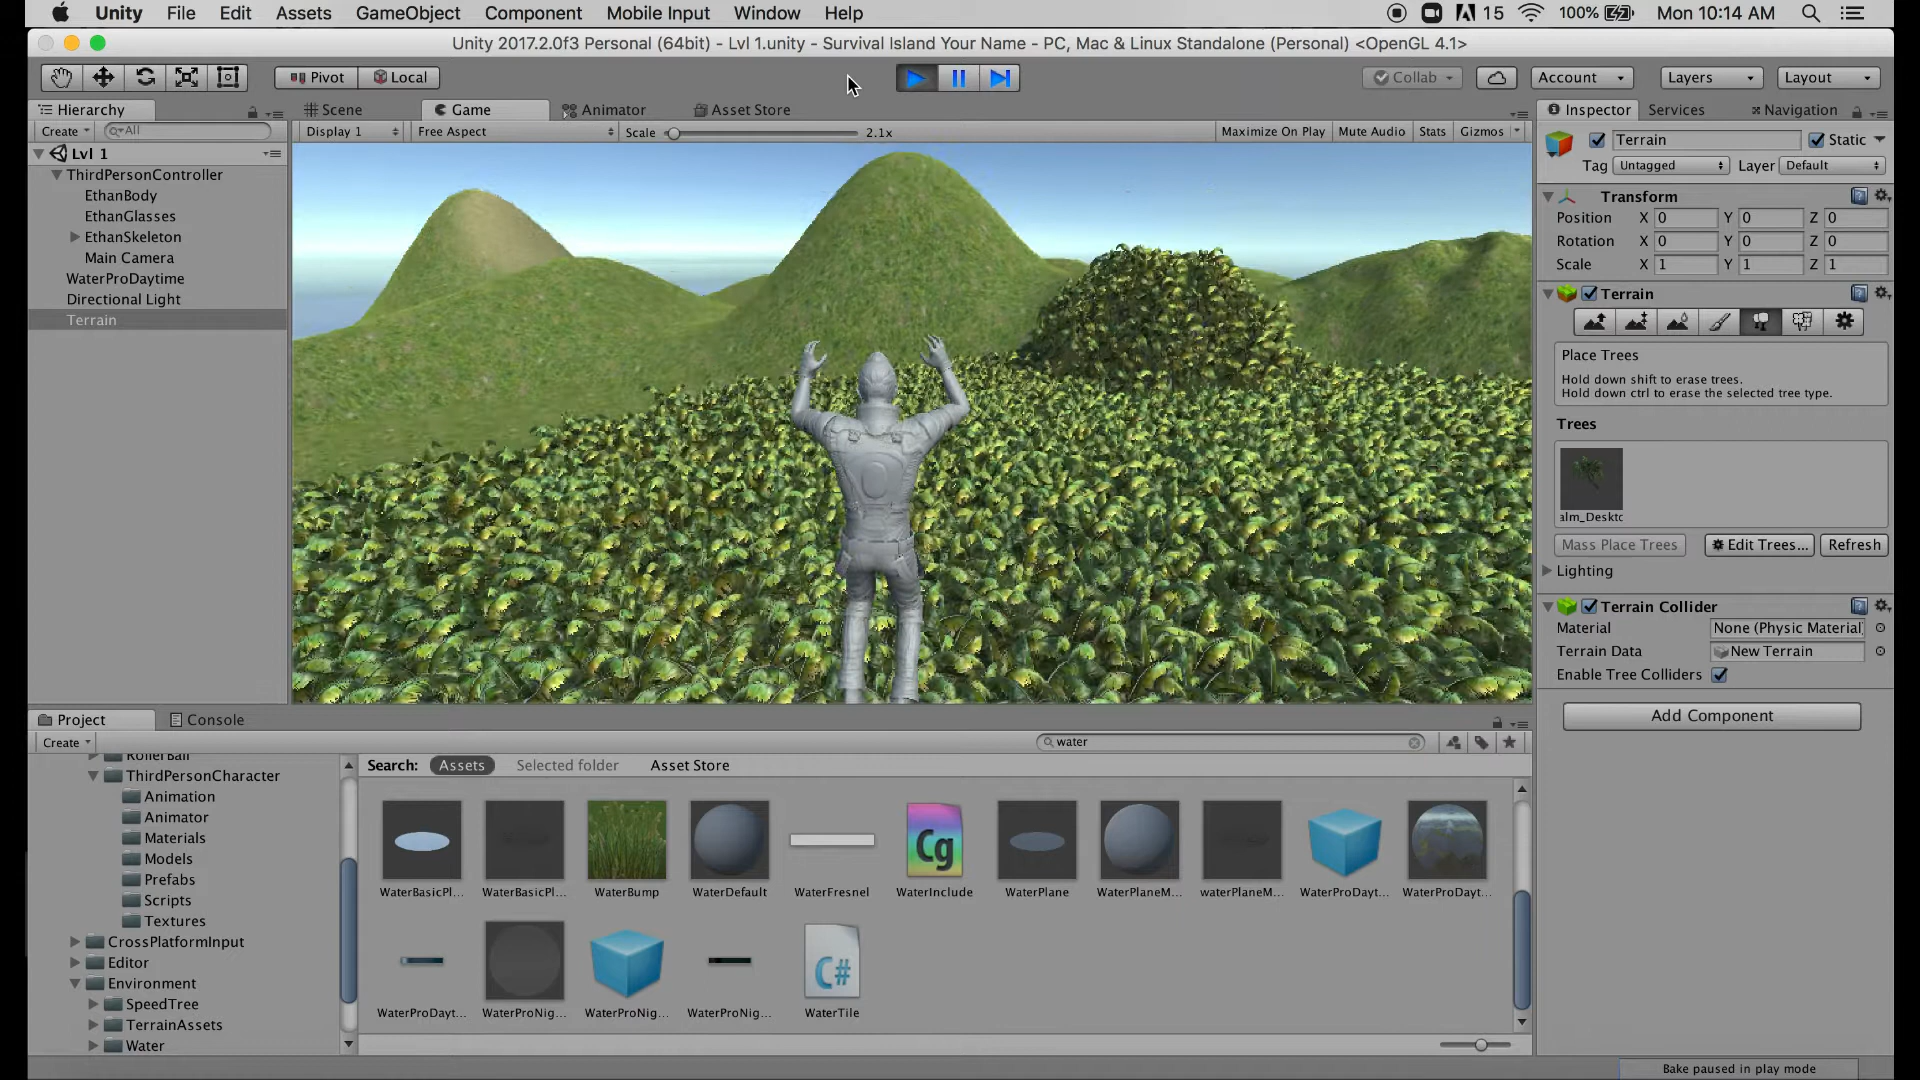 Unity File Edit Assets GameObject Component Mobile Input Window Help 15 100% Mon 10:14 AM
Unity 2017.2.0f3 Personal (64bit) - Lvl 1.unity - Survival Island Your Name - PC, Mac & Linux Standalone (Personal) <OpenGL 4.1>
Pivot Local Collab Account Layers Layout
Hierarchy
Create All
Lvl 1
ThirdPersonController
EthanBody
EthanGlasses
EthanSkeleton
Main Camera
WaterProDaytime
Directional Light
Terrain
Scene Game Animator Asset Store
Display 1 Free Aspect Scale 2.1x Maximize On Play Mute Audio Stats Gizmos
Inspector Services Navigation
Terrain Static
Tag Untagged Layer Default
Transform
Position X 0 Y 0 Z 0
Rotation X 0 Y 0 Z 0
Scale X 1 Y 1 Z 1
Terrain
Place Trees
Hold down shift to erase trees.
Hold down ctrl to erase the selected tree type.
Trees
alm_Deskto
Mass Place Trees Edit Trees... Refresh
Lighting
Terrain Collider
Material None (Physic Material)
Terrain Data New Terrain
Enable Tree Colliders
Add Component
Project Console
Create water
RollerBall
ThirdPersonCharacter
Animation
Animator
Materials
Models
Prefabs
Scripts
Textures
CrossPlatformInput
Editor
Environment
SpeedTree
TerrainAssets
Water
Search: Assets Selected folder Asset Store
Cg
WaterBasicPl... WaterBasicPl... WaterBump WaterDefault WaterFresnel WaterInclude WaterPlane WaterPlaneM... waterPlaneM... WaterProDayt... WaterProDayt...
C#
WaterProDayt... WaterProNig... WaterProNig... WaterProNig... WaterTile
Bake paused in play mode